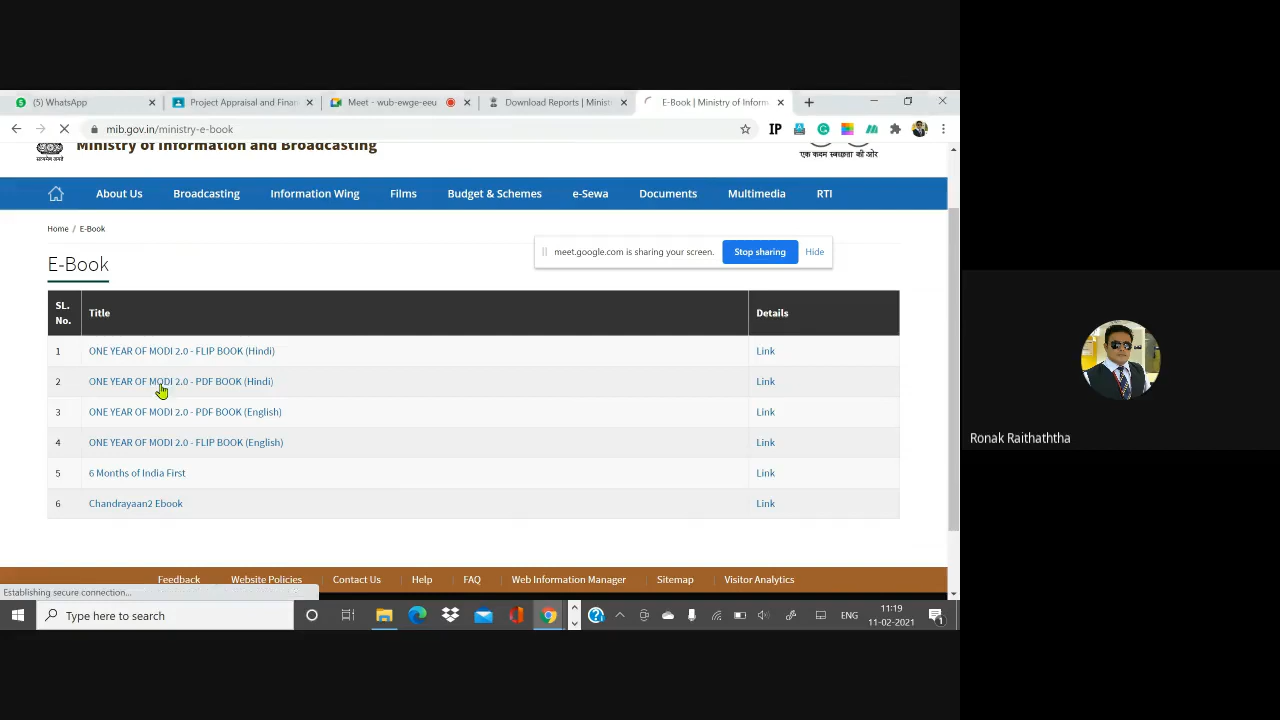 (5) WhatsApp
Project Appraisal and Finan
Meet - wub-ewge-eeu
Download Reports | Minist
E-Book | Ministry of Inform
mib.gov.in/ministry-e-book
IP
सत्यमेव जयते
Ministry of Information and Broadcasting
एक कदम स्वच्छता की ओर
About Us
Broadcasting
Information Wing
Films
Budget & Schemes
e-Sewa
Documents
Multimedia
RTI
Home / E-Book
meet.google.com is sharing your screen.
Stop sharing
Hide
E-Book
SL. No.
Title
Details
1 ONE YEAR OF MODI 2.0 - FLIP BOOK (Hindi) Link
2 ONE YEAR OF MODI 2.0 - PDF BOOK (Hindi) Link
3 ONE YEAR OF MODI 2.0 - PDF BOOK (English) Link
4 ONE YEAR OF MODI 2.0 - FLIP BOOK (English) Link
5 6 Months of India First Link
6 Chandrayaan2 Ebook Link
Ronak Raithaththa
Feedback
Website Policies
Contact Us
Help
FAQ
Web Information Manager
Sitemap
Visitor Analytics
Establishing secure connection...
Type here to search
ENG
11:19
11-02-2021